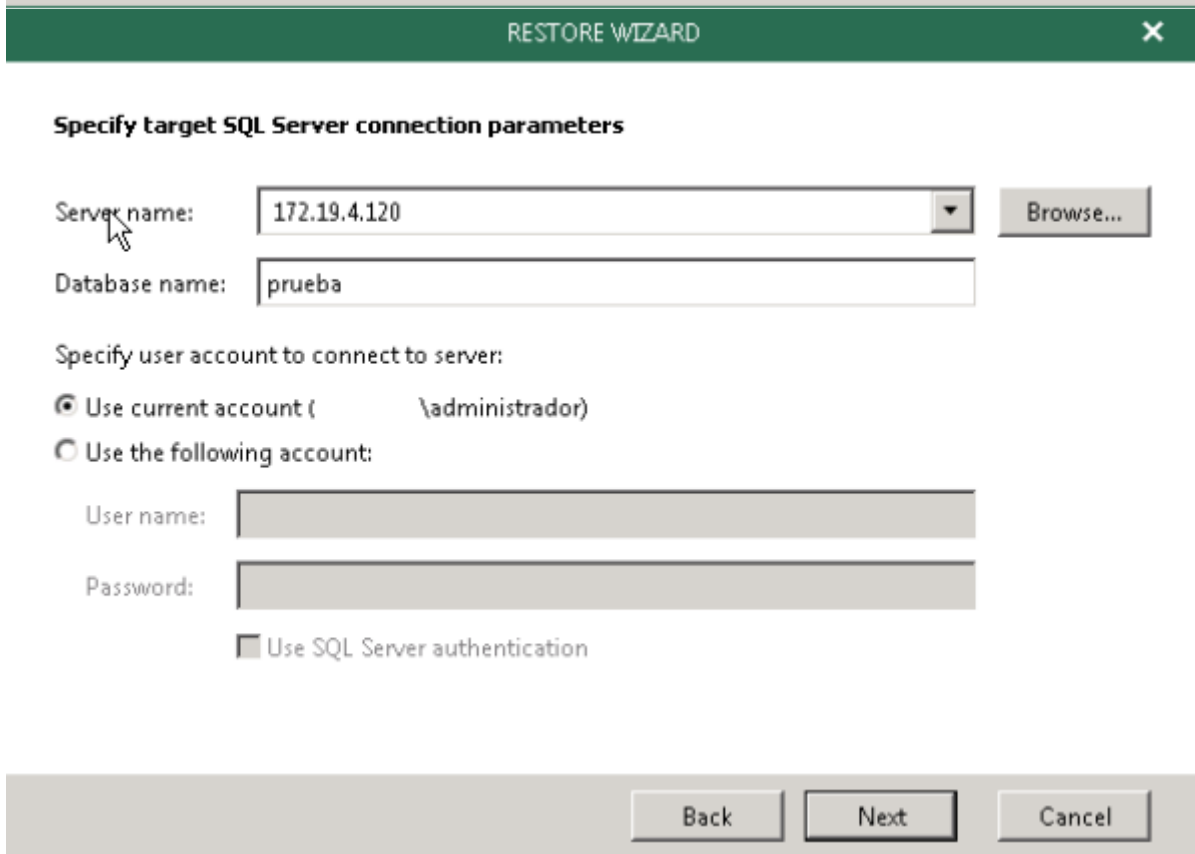 RESTORE WIZARD
Specify target SQL Server connection parameters
Server name: 172.19.4.120 Browse...
Database name: prueba
Specify user account to connect to server:
Use current account ( \administrador)
Use the following account:
User name:
Password:
Use SQL Server authentication
Back Next Cancel